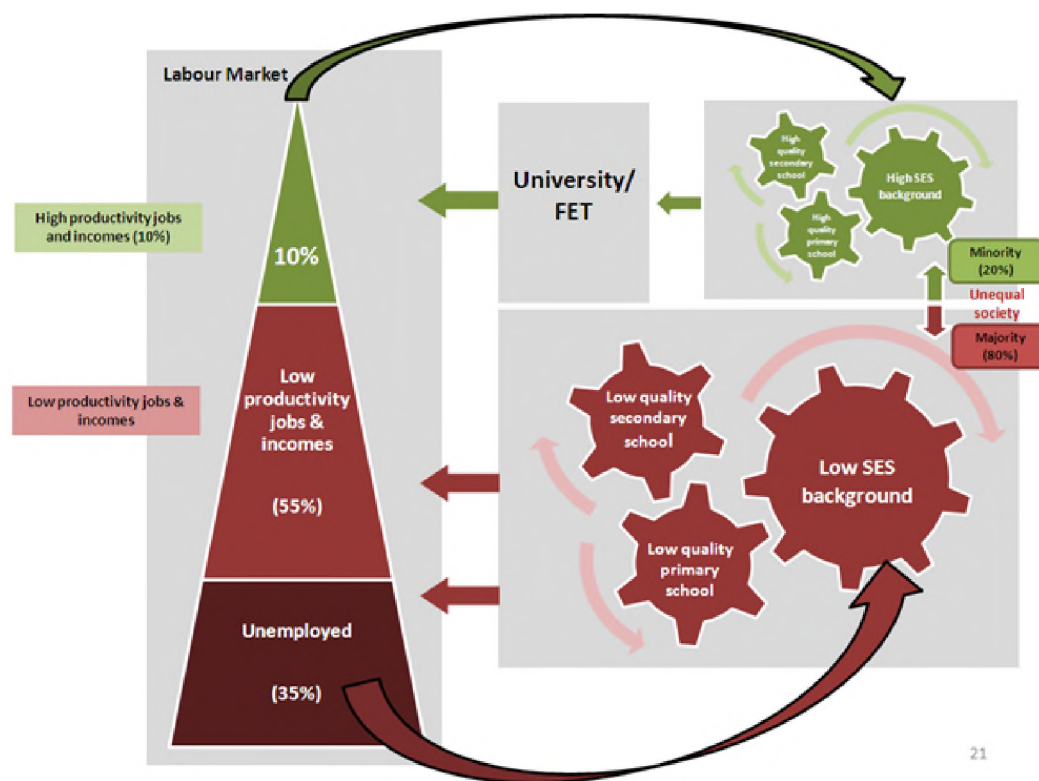 Labour Market
High productivity jobs
and incomes (10%)
10%
Low productivity jobs &
incomes
Low
productivity
jobs &
incomes
(55%)
Unemployed
(35%)
University/
FET
High
quality
secondary
school
High
quality
primary
school
High SES
background
Minority
(20%)
Unequal
society
Majority
(80%)
Low quality
secondary
school
Low quality
primary
school
Low SES
background
21